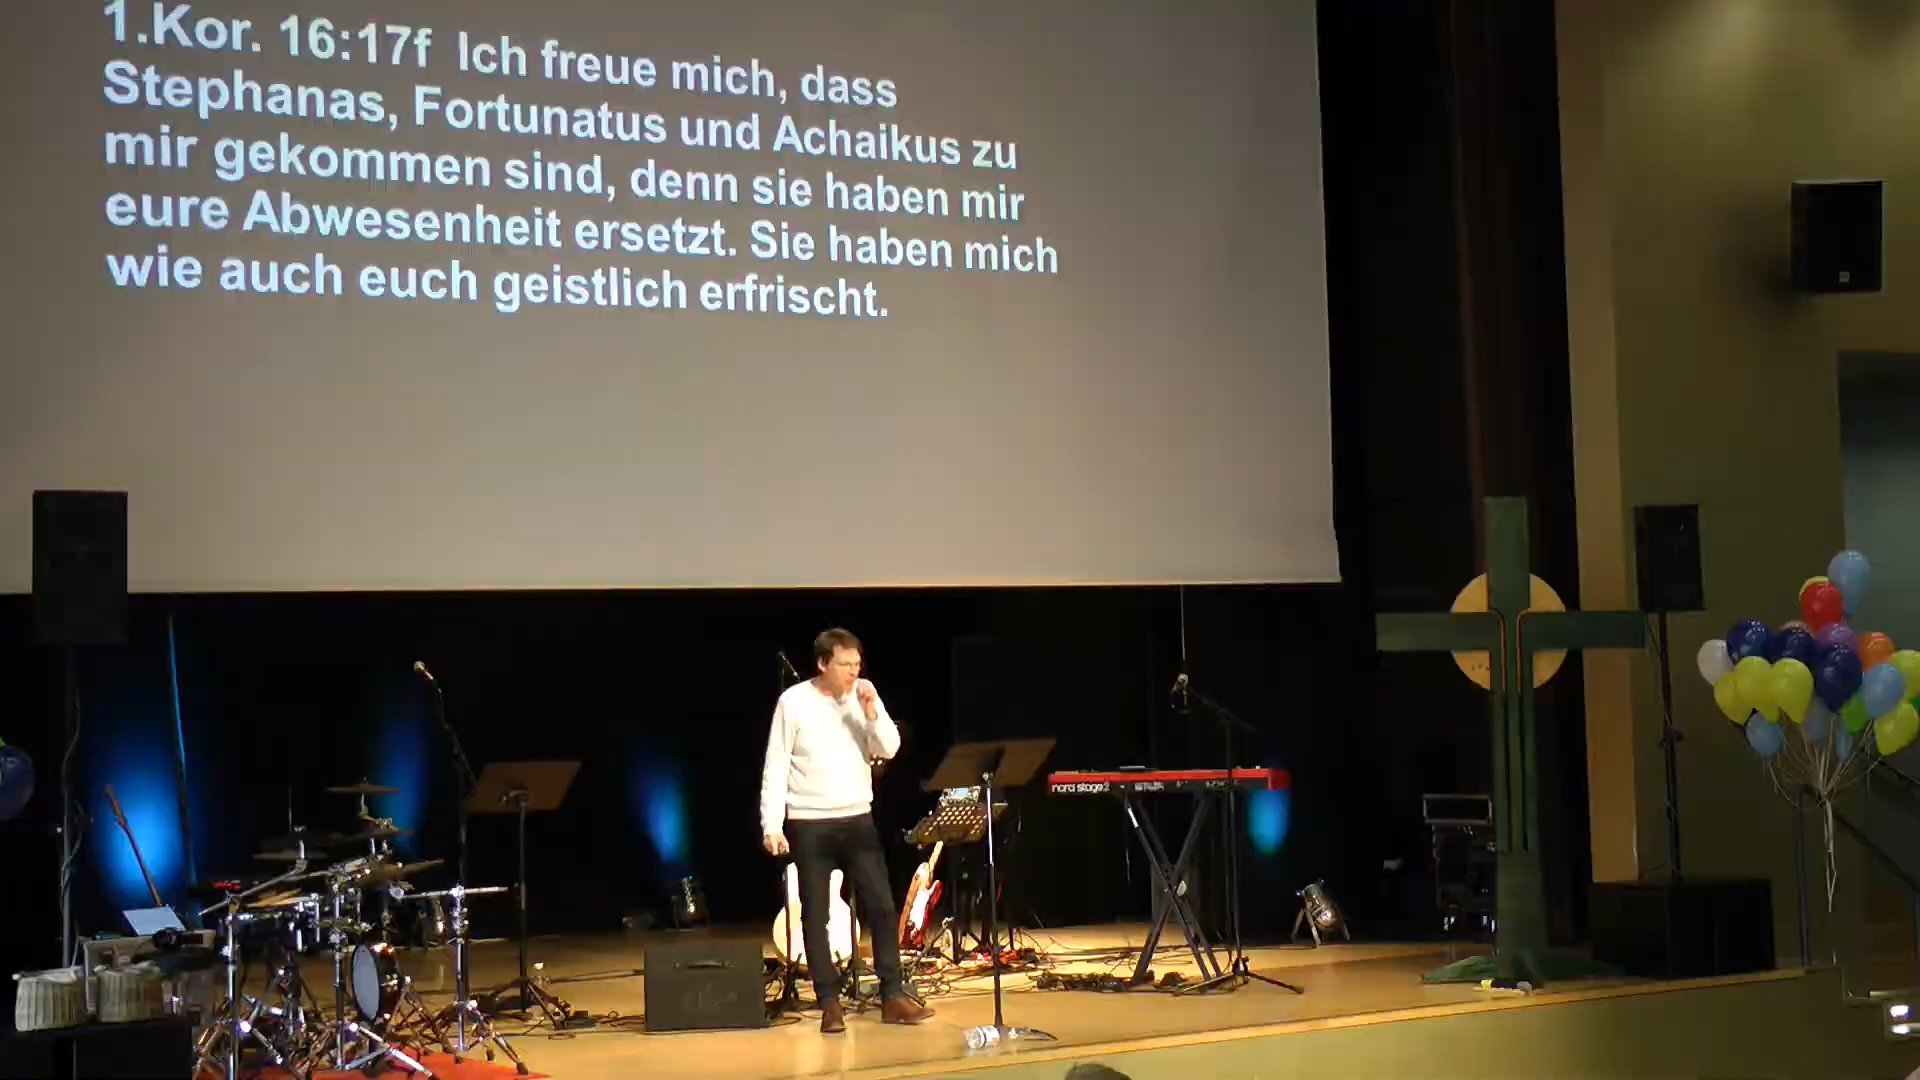 1.Kor. 16:17f Ich freue mich, dass
Stephanas, Fortunatus und Achaikus zu
mir gekommen sind, denn sie haben mir
eure Abwesenheit ersetzt. Sie haben mich
wie auch euch geistlich erfrischt.
nord stage 2